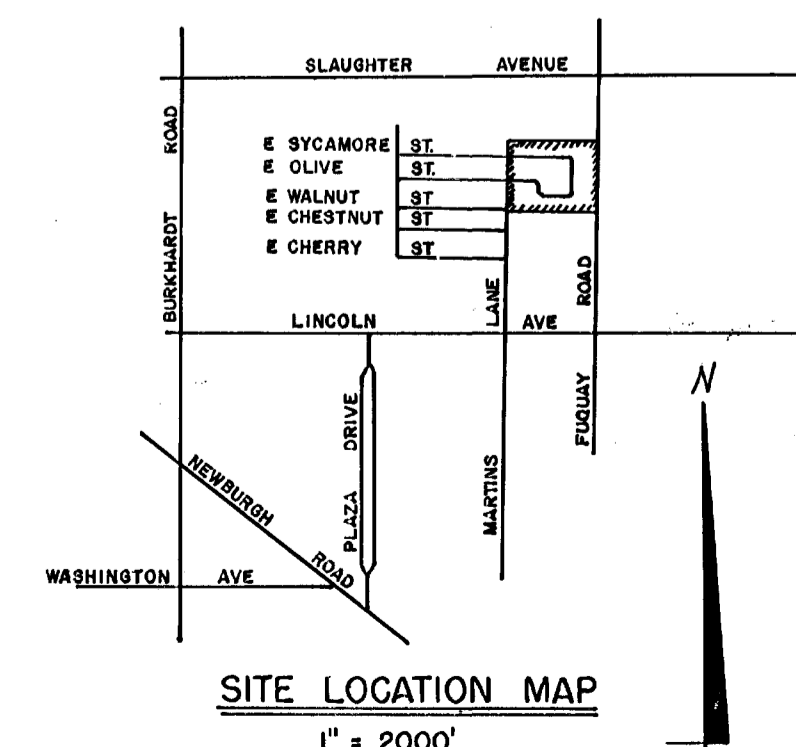 SLAUGHTER AVENUE
BURKHARDT ROAD
E SYCAMORE ST.
E OLIVE ST.
E WALNUT ST
E CHESTNUT ST
E CHERRY ST
MARTINS LANE
FUQUAY ROAD
LINCOLN AVE
N
PLAZA DRIVE
NEWBURGH ROAD
WASHINGTON AVE
SITE LOCATION MAP
1" = 2000'